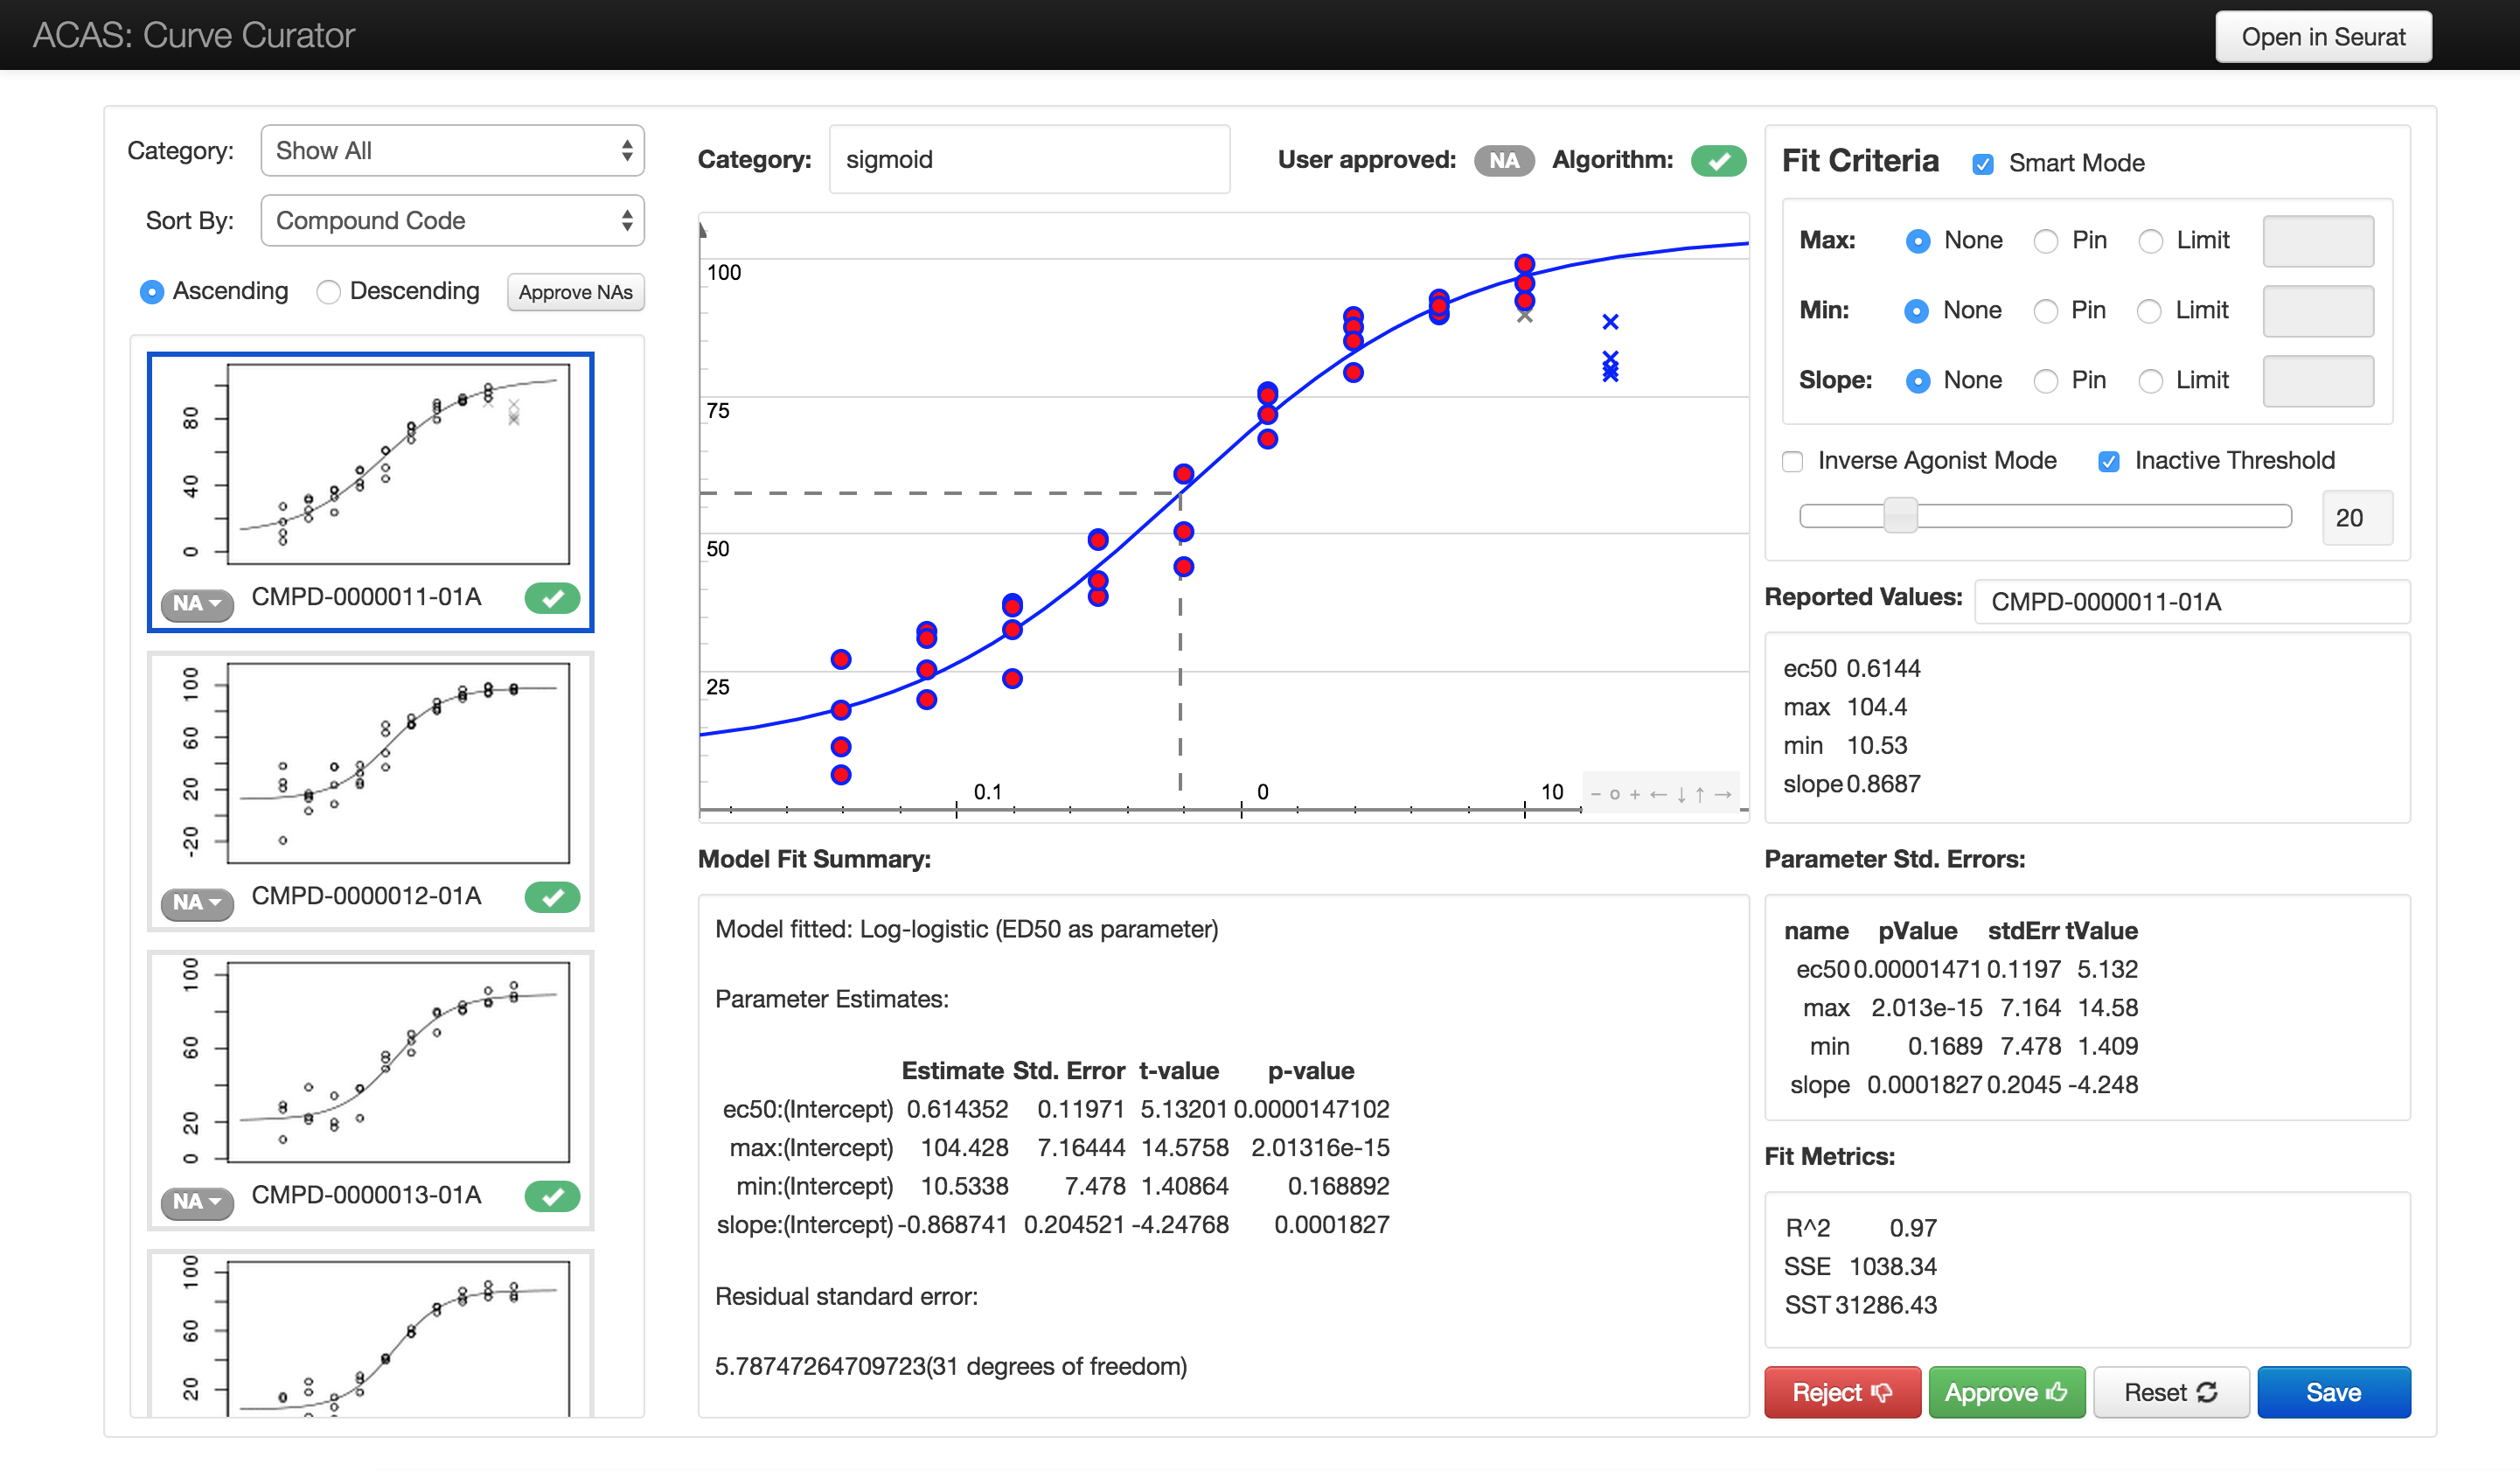 ACAS: Curve Curator
Open in Seurat
Category: Show All
Sort By: Compound Code
Ascending Descending Approve NAs
80
40
0
NA CMPD-0000011-01A
100
60
20
-20
NA CMPD-0000012-01A
100
60
20
0
NA CMPD-0000013-01A
100
60
20
Category: sigmoid User approved: NA Algorithm:
100
75
50
25
0.1 0 10
− o + ← ↓ ↑ →
Model Fit Summary:
Model fitted: Log-logistic (ED50 as parameter)
Parameter Estimates:
Estimate Std. Error t-value p-value
ec50:(Intercept) 0.614352 0.11971 5.13201 0.0000147102
max:(Intercept) 104.428 7.16444 14.5758 2.01316e-15
min:(Intercept) 10.5338 7.478 1.40864 0.168892
slope:(Intercept) -0.868741 0.204521 -4.24768 0.0001827
Residual standard error:
5.78747264709723(31 degrees of freedom)
Fit Criteria Smart Mode
Max: None Pin Limit
Min: None Pin Limit
Slope: None Pin Limit
Inverse Agonist Mode Inactive Threshold
20
Reported Values: CMPD-0000011-01A
ec50 0.6144
max 104.4
min 10.53
slope 0.8687
Parameter Std. Errors:
name pValue stdErr tValue
ec50 0.00001471 0.1197 5.132
max 2.013e-15 7.164 14.58
min 0.1689 7.478 1.409
slope 0.0001827 0.2045 -4.248
Fit Metrics:
R^2 0.97
SSE 1038.34
SST 31286.43
Reject Approve Reset Save